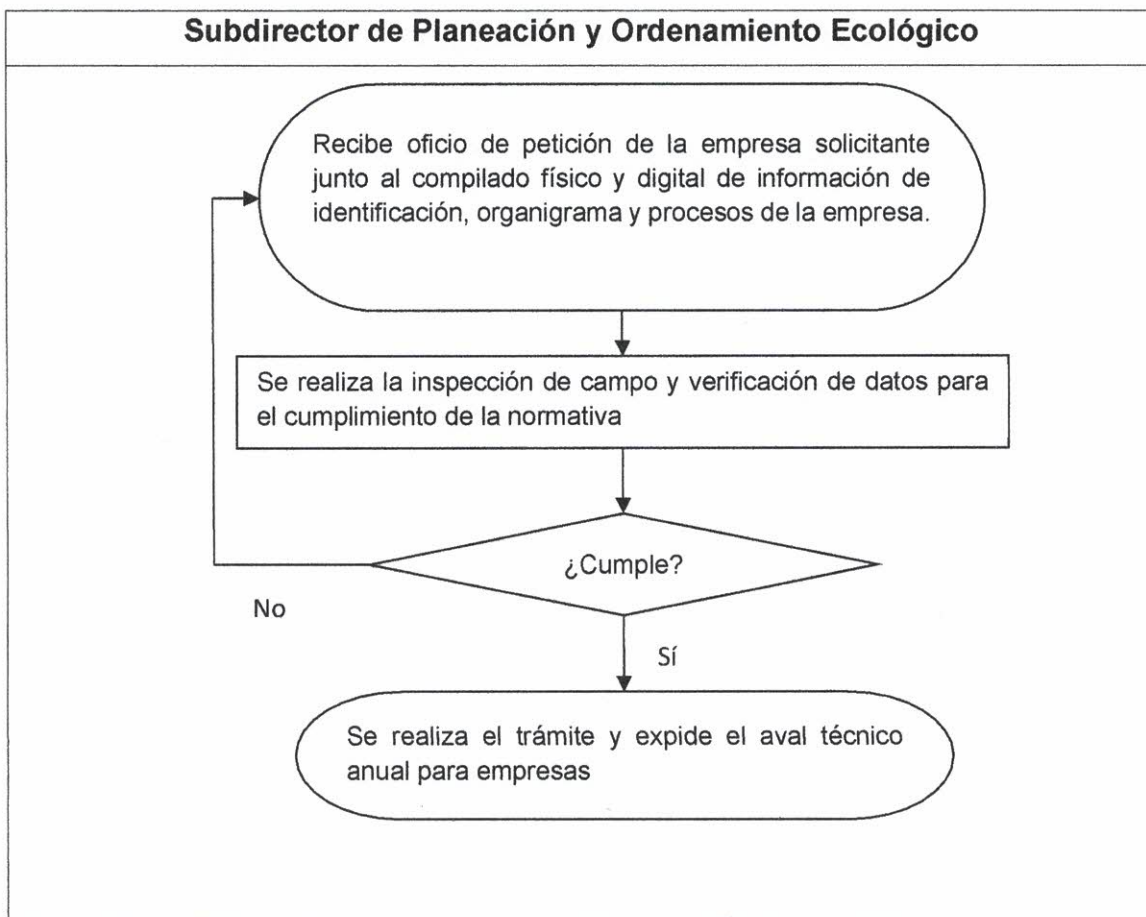 Subdirector de Planeación y Ordenamiento Ecológico
Recibe oficio de petición de la empresa solicitante
junto al compilado físico y digital de información de
identificación, organigrama y procesos de la empresa.
Se realiza la inspección de campo y verificación de datos para
el cumplimiento de la normativa
¿Cumple?
No
Sí
Se realiza el trámite y expide el aval técnico
anual para empresas